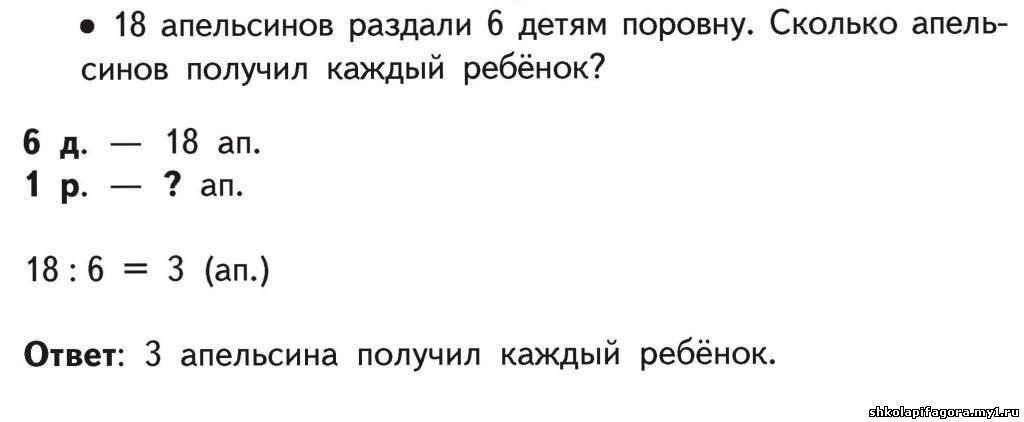 • 18 апельсинов раздали 6 детям поровну. Сколько апель-
синов получил каждый ребёнок?
6 д. — 18 ап.
1 р. — ? ап.
18 : 6 = 3 (ап.)
Ответ: 3 апельсина получил каждый ребёнок.
shkolapifagora.my1.ru